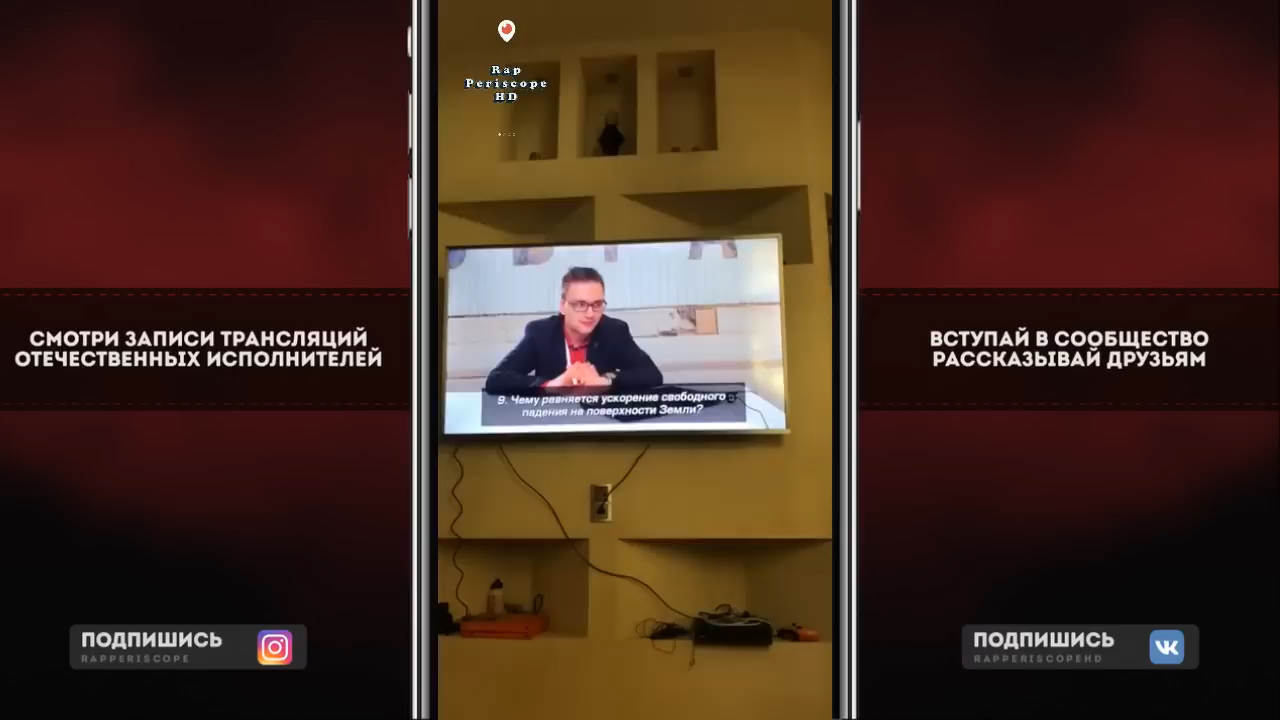 Rap
Periscope
HD
СМОТРИ ЗАПИСИ ТРАНСЛЯЦИЙ
ОТЕЧЕСТВЕННЫХ ИСПОЛНИТЕЛЕЙ
ВСТУПАЙ В СООБЩЕСТВО
РАССКАЗЫВАЙ ДРУЗЬЯМ
9. Чему равняется ускорение свободного
падения на поверхности Земли?
ПОДПИШИСЬ
RAPPERISCOPE
ПОДПИШИСЬ
RAPPERISCOPEHD